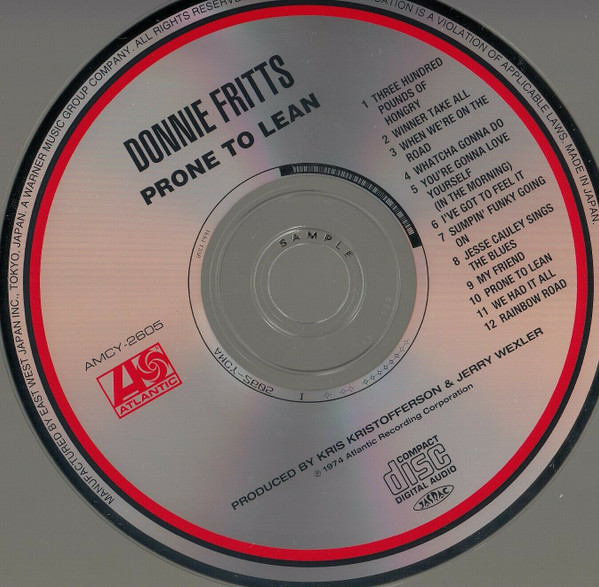 DONNIE FRITTS
PRONE TO LEAN
1 THREE HUNDRED
POUNDS OF
HONGRY
2 WINNER TAKE ALL
3 WHEN WE'RE ON THE
ROAD
4 WHATCHA GONNA DO
5 YOU'RE GONNA LOVE
YOURSELF
(IN THE MORNING)
6 I'VE GOT TO FEEL IT
7 SUMPIN' FUNKY GOING
ON
8 JESSE CAULEY SINGS
THE BLUES
9 MY FRIEND
10 PRONE TO LEAN
11 WE HAD IT ALL
12 RAINBOW ROAD
SAMPLE
AMCY-2605
ATLANTIC
AMCY-2605 1
PRODUCED BY KRIS KRISTOFFERSON & JERRY WEXLER
℗ 1974 Atlantic Recording Corporation
COMPACT
disc
DIGITAL AUDIO
JASRAC
MANUFACTURED BY EAST WEST JAPAN INC., TOKYO, JAPAN. A WARNER MUSIC GROUP COMPANY. ALL RIGHTS RESERVED.
IS A VIOLATION OF APPLICABLE LAWS. MADE IN JAPAN.